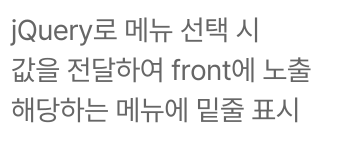 jQuery로 메뉴 선택 시
값을 전달하여 front에 노출
해당하는 메뉴에 밑줄 표시